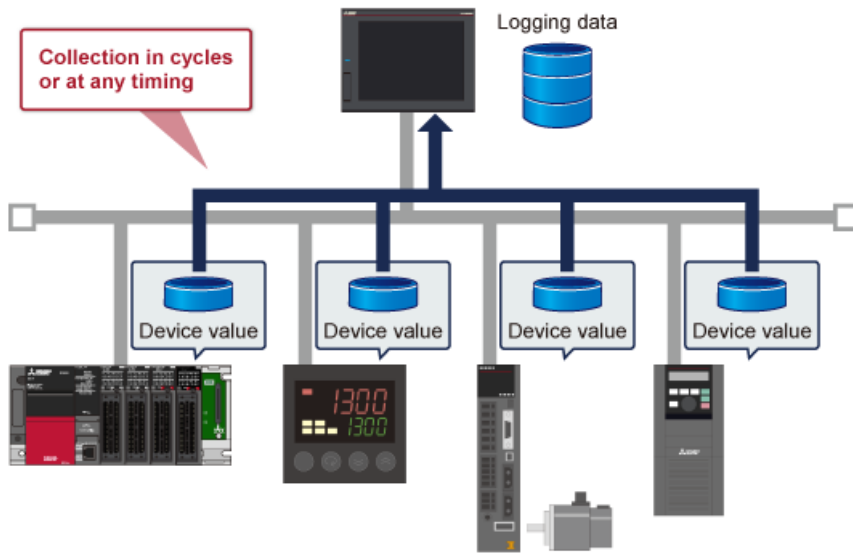 Logging data
Collection in cycles
or at any timing
Device value
Device value
Device value
Device value
1300
1300